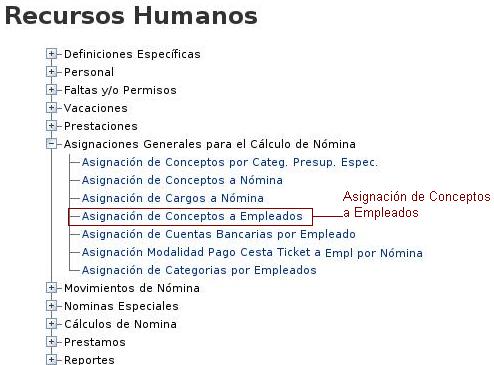 Recursos Humanos
Definiciones Específicas
Personal
Faltas y/o Permisos
Vacaciones
Prestaciones
Asignaciones Generales para el Cálculo de Nómina
Asignación de Conceptos por Categ. Presup. Espec.
Asignación de Conceptos a Nómina
Asignación de Cargos a Nómina
Asignación de Conceptos a Empleados
Asignación de Conceptos
a Empleados
Asignación de Cuentas Bancarias por Empleado
Asignación Modalidad Pago Cesta Ticket a Empl por Nómina
Asignación de Categorias por Empleados
Movimientos de Nómina
Nominas Especiales
Cálculos de Nomina
Prestamos
Reportes